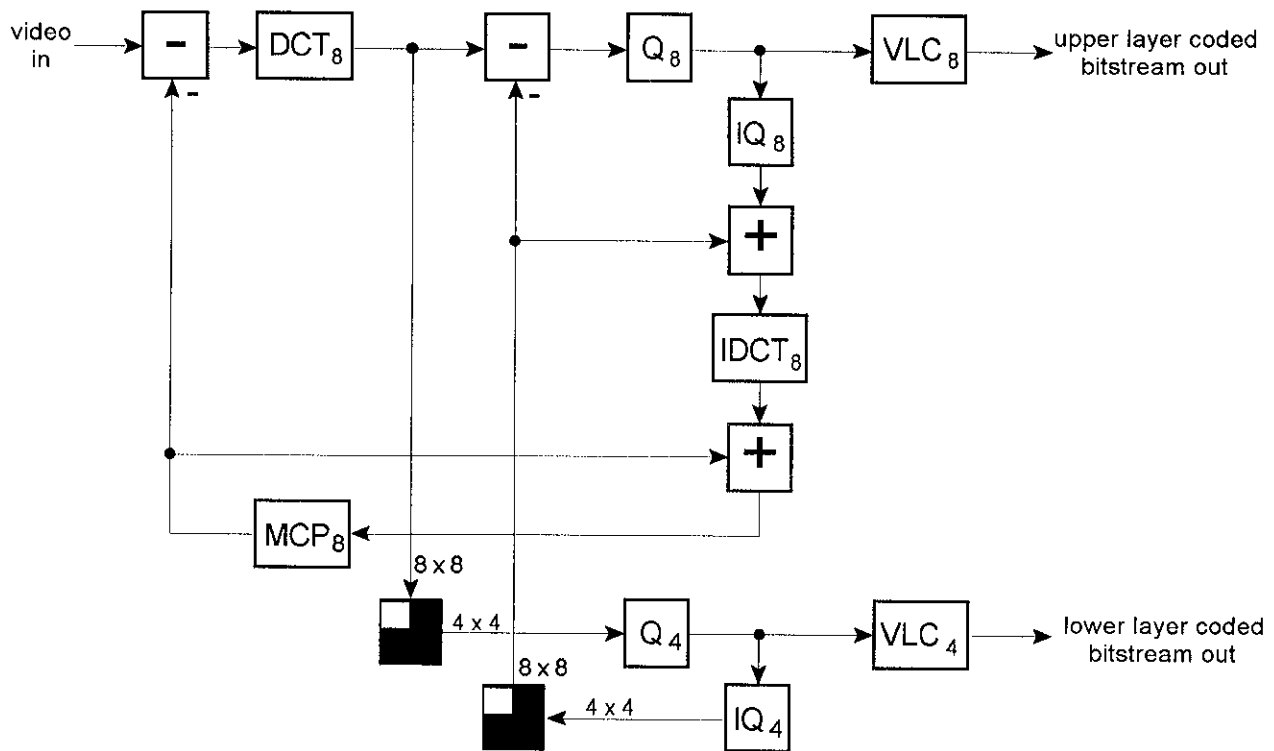 video
in
-
DCT8
-
Q8
VLC8
upper layer coded
bitstream out
-
-
IQ8
+
IDCT8
+
MCP8
8 x 8
4 x 4
Q4
VLC4
lower layer coded
bitstream out
8 x 8
4 x 4
IQ4